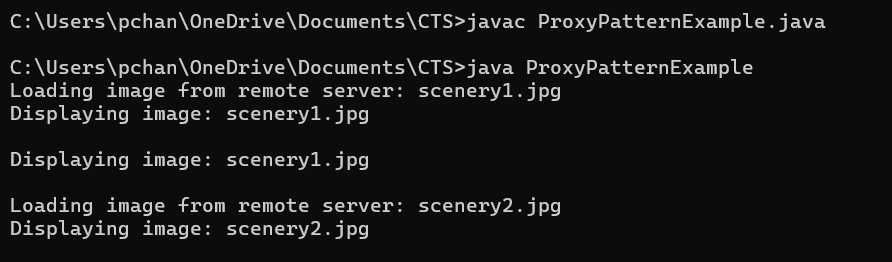 C:\Users\pchan\OneDrive\Documents\CTS>javac ProxyPatternExample.java
C:\Users\pchan\OneDrive\Documents\CTS>java ProxyPatternExample
Loading image from remote server: scenery1.jpg
Displaying image: scenery1.jpg
Displaying image: scenery1.jpg
Loading image from remote server: scenery2.jpg
Displaying image: scenery2.jpg